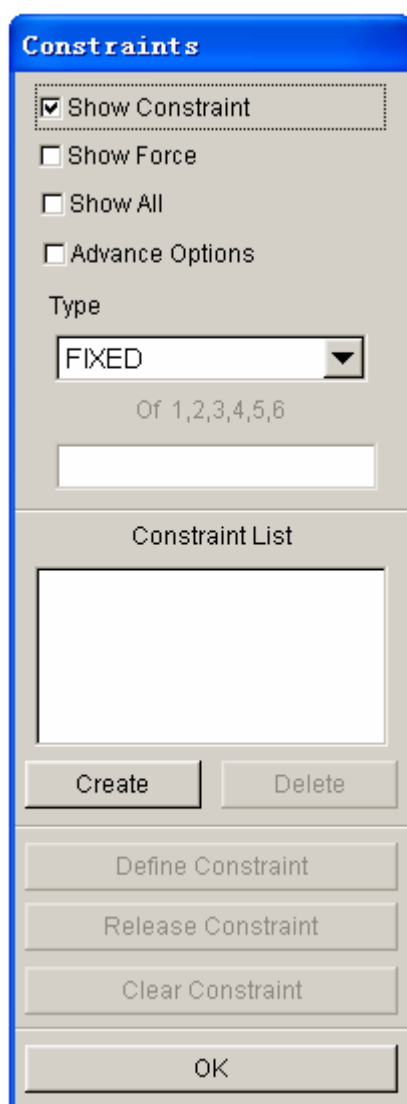 Constraints
Show Constraint
Show Force
Show All
Advance Options
Type
FIXED
Of 1,2,3,4,5,6
Constraint List
Create
Delete
Define Constraint
Release Constraint
Clear Constraint
OK